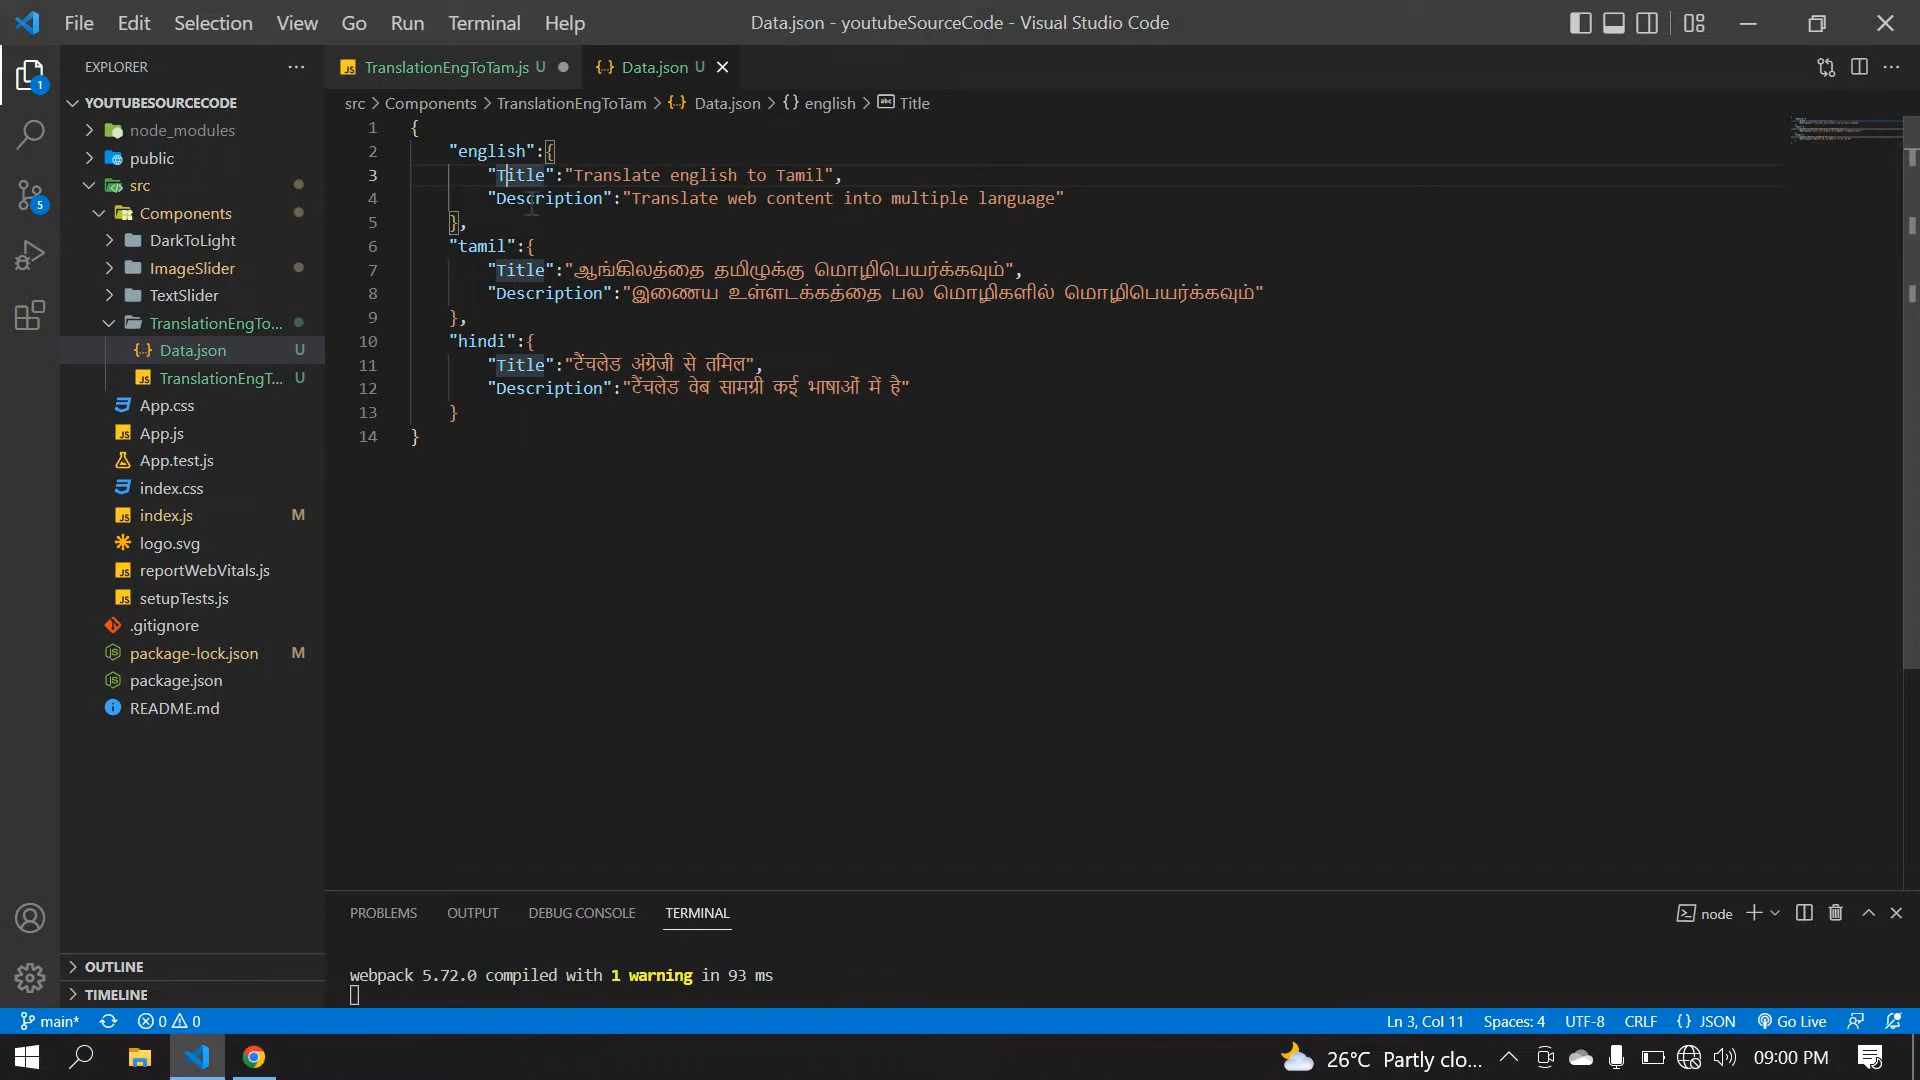 File Edit Selection View Go Run Terminal Help Data.json - youtubeSourceCode - Visual Studio Code
EXPLORER
YOUTUBESOURCECODE
node_modules
public
src
Components
DarkToLight
ImageSlider
TextSlider
TranslationEngTo...
Data.json U
TranslationEngT... U
App.css
App.js
App.test.js
index.css
index.js M
logo.svg
reportWebVitals.js
setupTests.js
.gitignore
package-lock.json M
package.json
README.md
OUTLINE
TIMELINE
1
5
TranslationEngToTam.js U Data.json U
src > Components > TranslationEngToTam > Data.json > english > Title
1 {
2 "english":{
3 "Title":"Translate english to Tamil",
4 "Description":"Translate web content into multiple language"
5 },
6 "tamil":{
7 "Title":"ஆங்கிலத்தை தமிழுக்கு மொழிபெயர்க்கவும்",
8 "Description":"இணைய உள்ளடக்கத்தை பல மொழிகளில் மொழிபெயர்க்கவும்"
9 },
10 "hindi":{
11 "Title":"टैंचलेड अंग्रेजी से तमिल",
12 "Description":"टैंचलेड वेब सामग्री कई भाषाओं में है"
13 }
14 }
PROBLEMS OUTPUT DEBUG CONSOLE TERMINAL node
webpack 5.72.0 compiled with 1 warning in 93 ms
main* 0 0 Ln 3, Col 11 Spaces: 4 UTF-8 CRLF {} JSON Go Live
26°C Partly clo... 09:00 PM